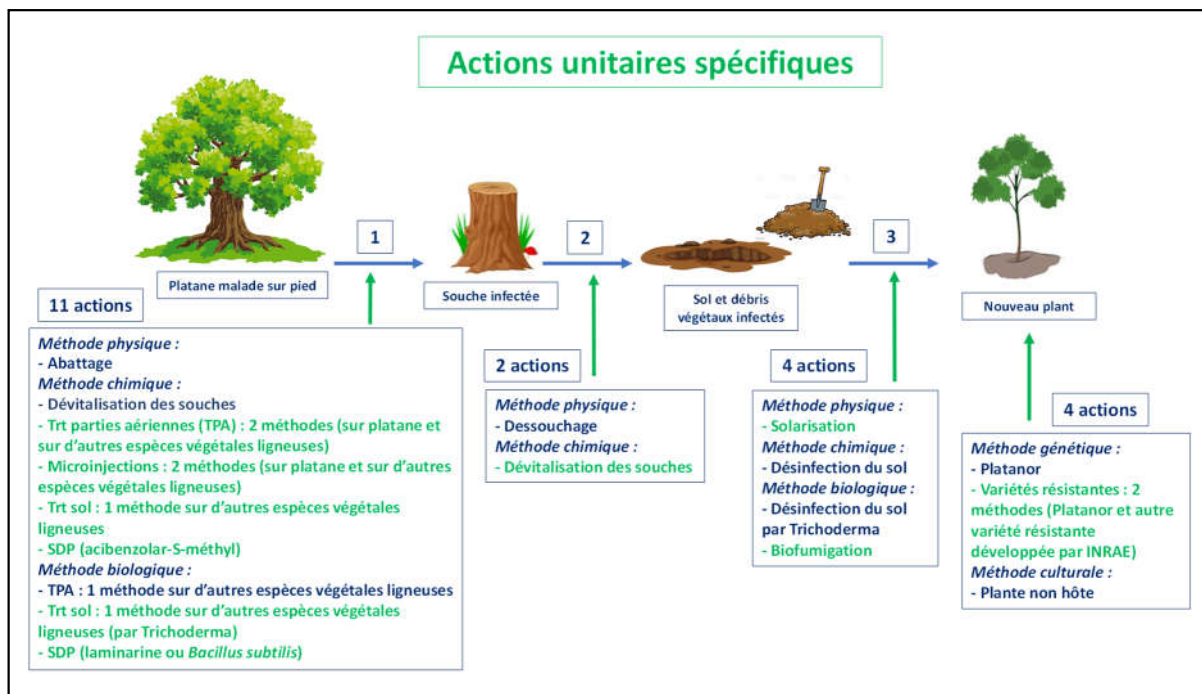 Actions unitaires spécifiques
1
2
3
Platane malade sur pied
Souche infectée
Sol et débris
végétaux infectés
Nouveau plant
11 actions
Méthode physique :
- Abattage
Méthode chimique :
- Dévitalisation des souches
- Trt parties aériennes (TPA) : 2 méthodes (sur platane et
sur d'autres espèces végétales ligneuses)
- Microinjections : 2 méthodes (sur platane et sur d'autres
espèces végétales ligneuses)
- Trt sol : 1 méthode sur d'autres espèces végétales
ligneuses
- SDP (acibenzolar-S-méthyl)
Méthode biologique :
- TPA : 1 méthode sur d'autres espèces végétales ligneuses
- Trt sol : 1 méthode sur d'autres espèces végétales
ligneuses (par Trichoderma)
- SDP (laminarine ou Bacillus subtilis)
2 actions
Méthode physique :
- Dessouchage
Méthode chimique :
- Dévitalisation des souches
4 actions
Méthode physique :
- Solarisation
Méthode chimique :
- Désinfection du sol
Méthode biologique :
- Désinfection du sol
par Trichoderma
- Biofumigation
4 actions
Méthode génétique :
- Platanor
- Variétés résistantes : 2
méthodes (Platanor et autre
variété résistante
développée par INRAE)
Méthode culturale :
- Plante non hôte